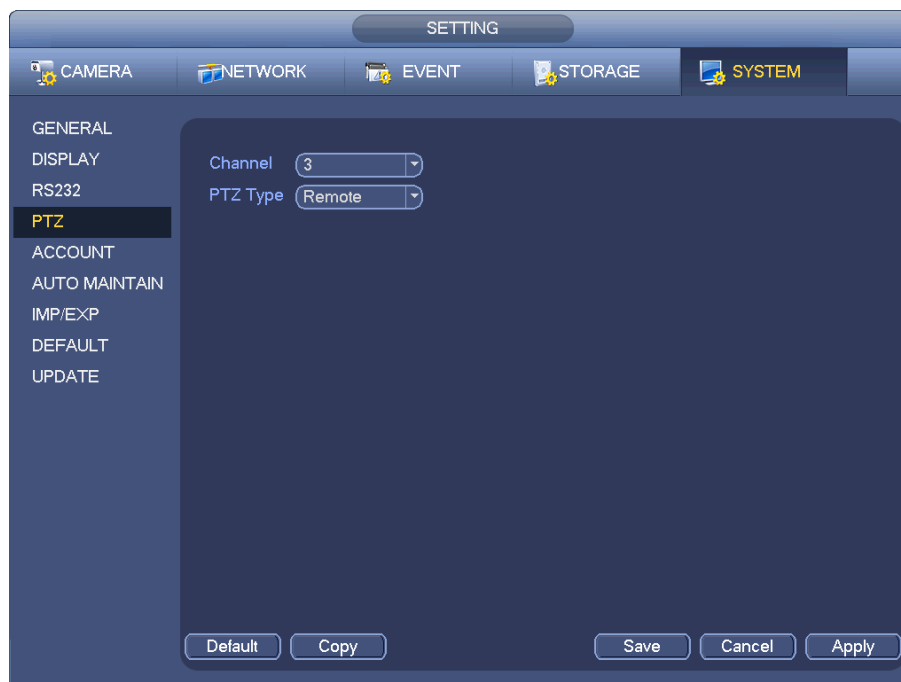 SETTING
CAMERA NETWORK EVENT STORAGE SYSTEM
GENERAL
DISPLAY
RS232
PTZ
ACCOUNT
AUTO MAINTAIN
IMP/EXP
DEFAULT
UPDATE
Channel 3
PTZ Type Remote
Default Copy Save Cancel Apply